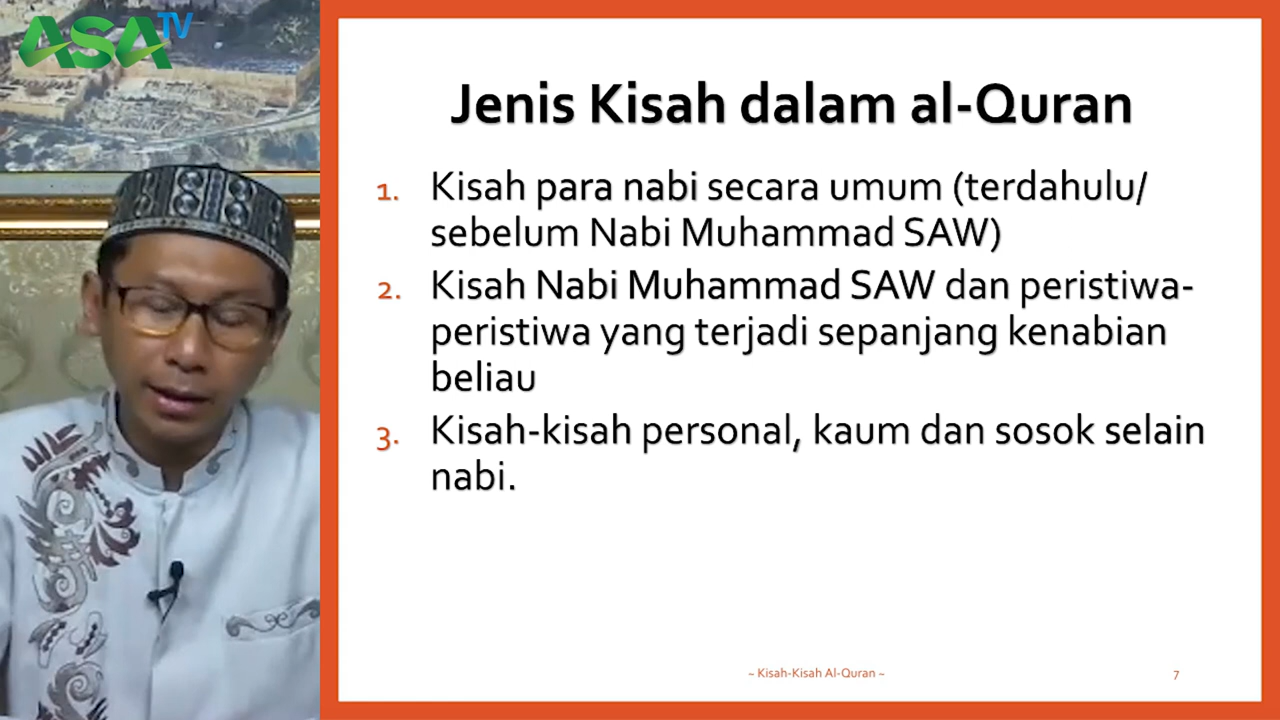 ASATV
Jenis Kisah dalam al-Quran
1. Kisah para nabi secara umum (terdahulu/
sebelum Nabi Muhammad SAW)
2. Kisah Nabi Muhammad SAW dan peristiwa-
peristiwa yang terjadi sepanjang kenabian
beliau
3. Kisah-kisah personal, kaum dan sosok selain
nabi.
~ Kisah-Kisah Al-Quran ~
7